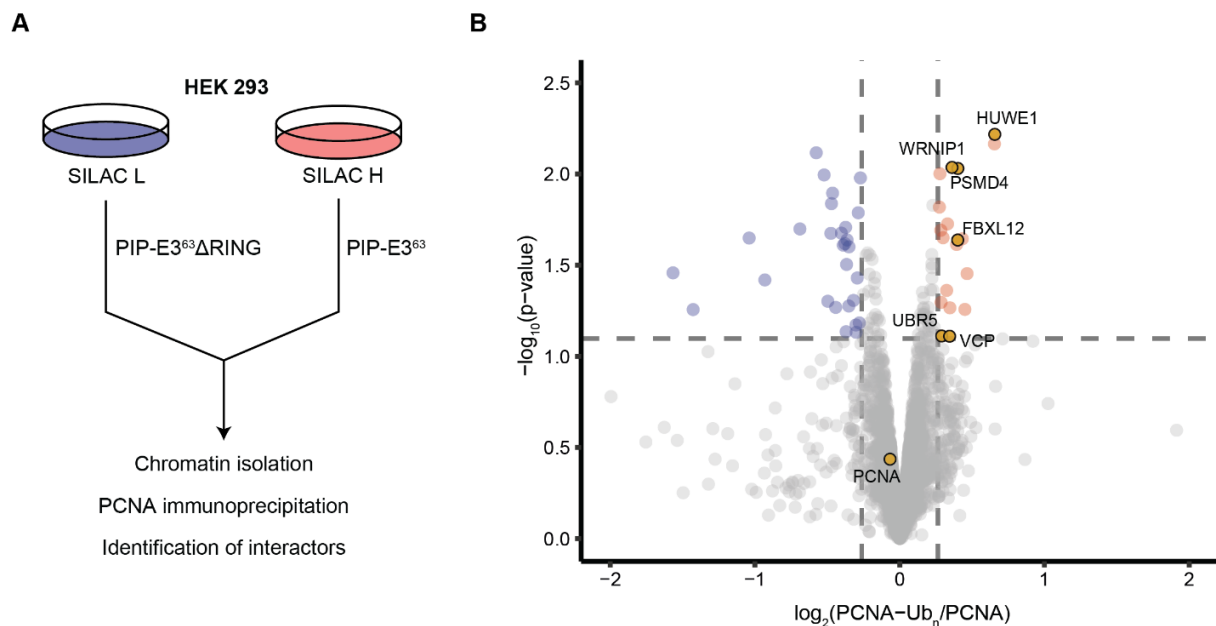 A
HEK 293
SILAC L
SILAC H
PIP-E3⁶³ΔRING
PIP-E3⁶³
Chromatin isolation
PCNA immunoprecipitation
Identification of interactors
B
2.5
2.0
1.5
1.0
0.5
0.0
−log₁₀(p−value)
HUWE1
WRNIP1
PSMD4
FBXL12
UBR5
VCP
PCNA
−2
−1
0
1
2
log₂(PCNA−Ubₙ/PCNA)